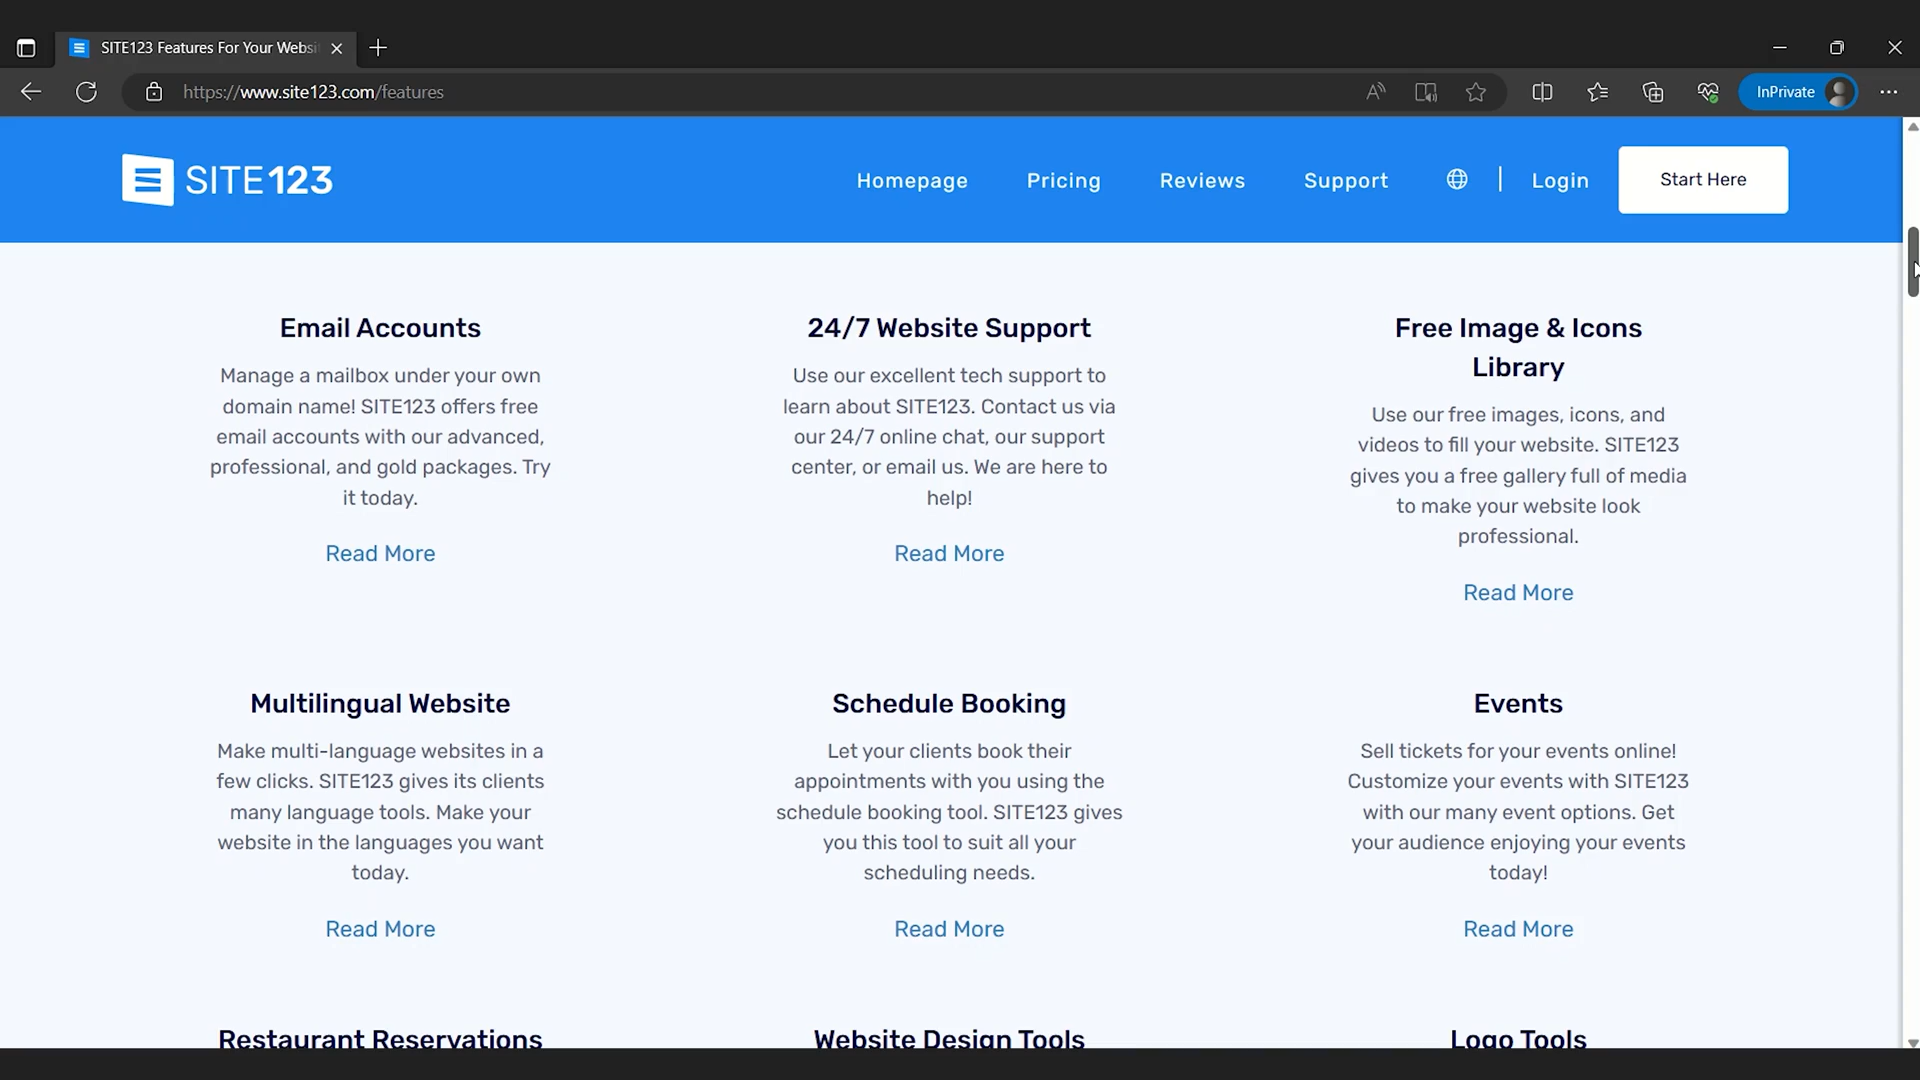 SITE123 Features For Your Websi
https://www.site123.com/features
InPrivate
SITE123
Homepage
Pricing
Reviews
Support
Login
Start Here
Email Accounts
Manage a mailbox under your own
domain name! SITE123 offers free
email accounts with our advanced,
professional, and gold packages. Try
it today.
Read More
24/7 Website Support
Use our excellent tech support to
learn about SITE123. Contact us via
our 24/7 online chat, our support
center, or email us. We are here to
help!
Read More
Free Image & Icons
Library
Use our free images, icons, and
videos to fill your website. SITE123
gives you a free gallery full of media
to make your website look
professional.
Read More
Multilingual Website
Make multi-language websites in a
few clicks. SITE123 gives its clients
many language tools. Make your
website in the languages you want
today.
Read More
Schedule Booking
Let your clients book their
appointments with you using the
schedule booking tool. SITE123 gives
you this tool to suit all your
scheduling needs.
Read More
Events
Sell tickets for your events online!
Customize your events with SITE123
with our many event options. Get
your audience enjoying your events
today!
Read More
Restaurant Reservations
Website Design Tools
Logo Tools